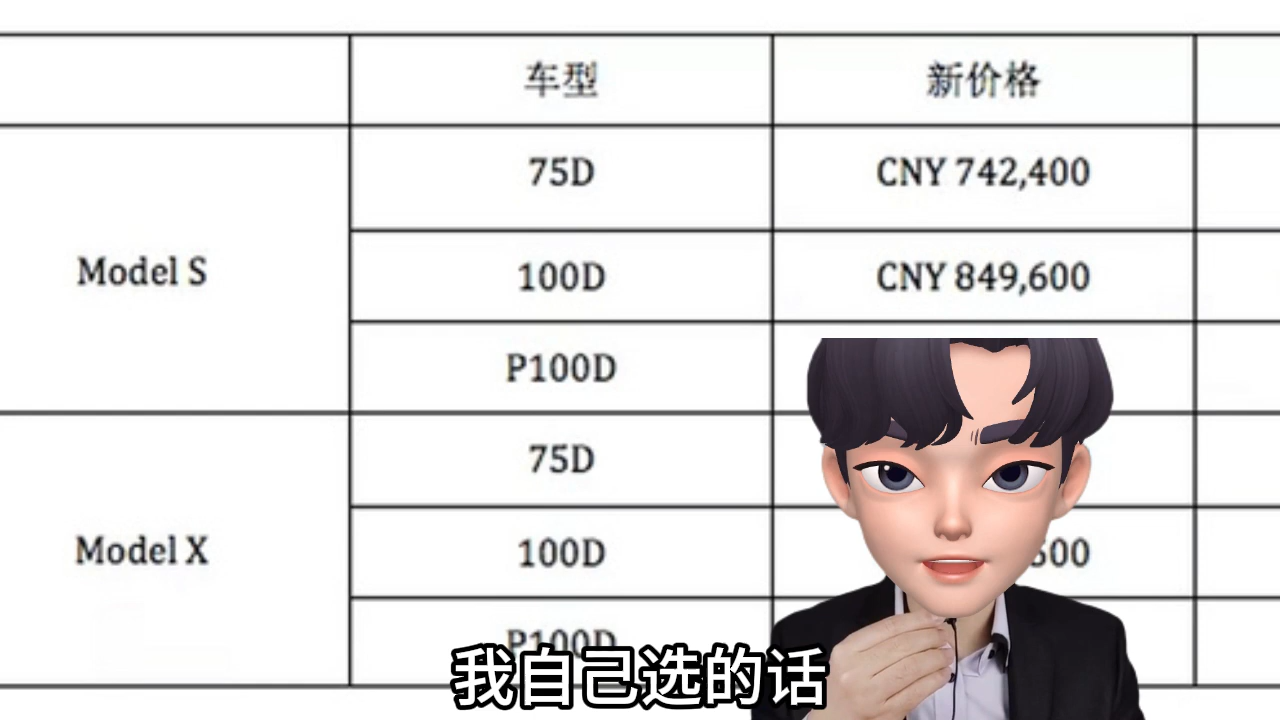 车型 新价格
75D CNY 742,400
Model S 100D CNY 849,600
P100D
75D
Model X 100D
P100D
我自己选的话